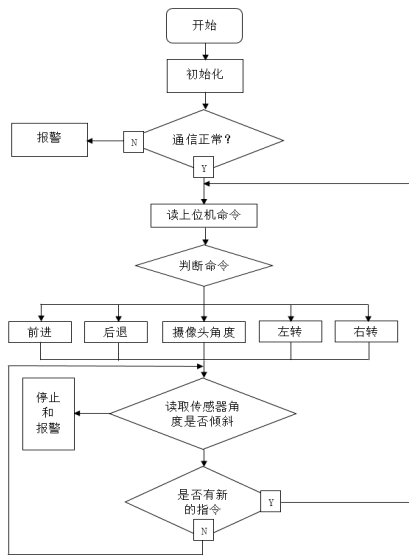 开始
初始化
通信正常?
报警
N
Y
读上位机命令
判断命令
前进
后退
摄像头角度
左转
右转
读取传感器角
度是否倾斜
停止
和
报警
是否有新
的指令
Y
N